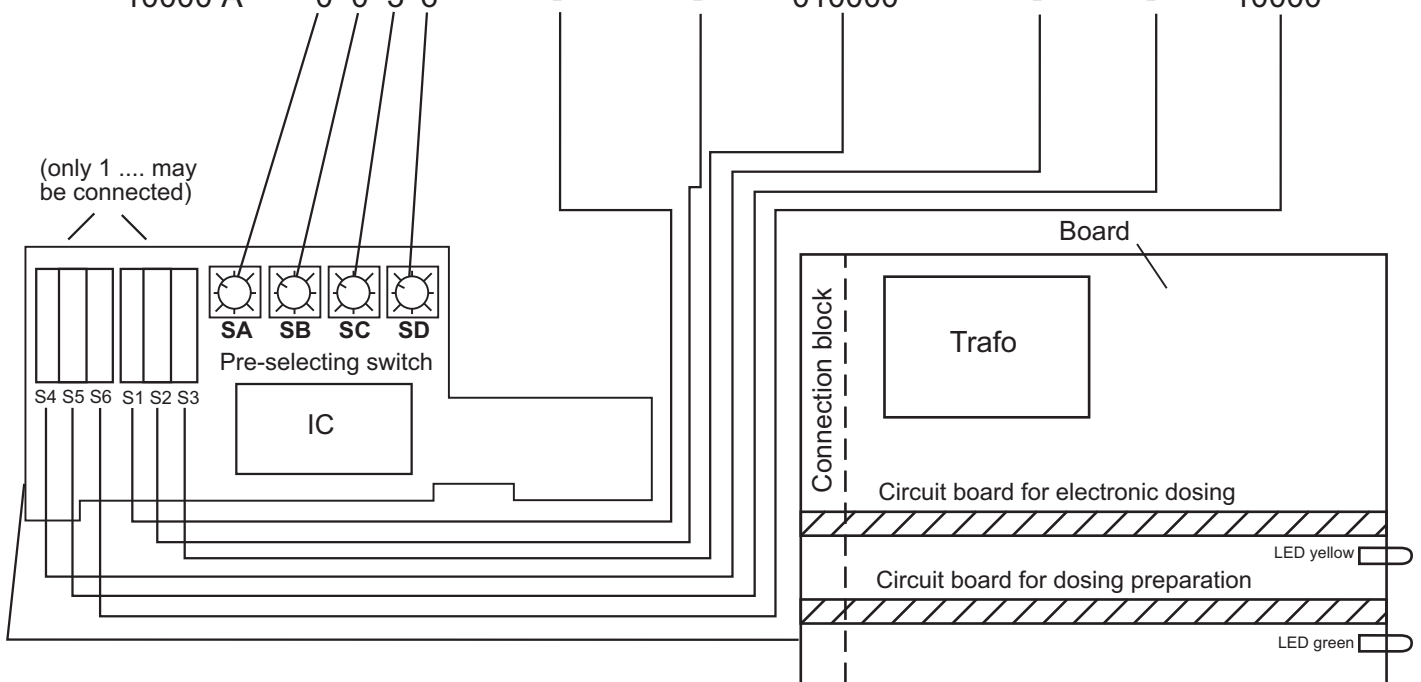 (only 1 .... may
be connected)
SA SB SC SD
Pre-selecting switch
S4 S5 S6 S1 S2 S3
IC
Board
Connection block
Trafo
Circuit board for electronic dosing
LED yellow
Circuit board for dosing preparation
LED green